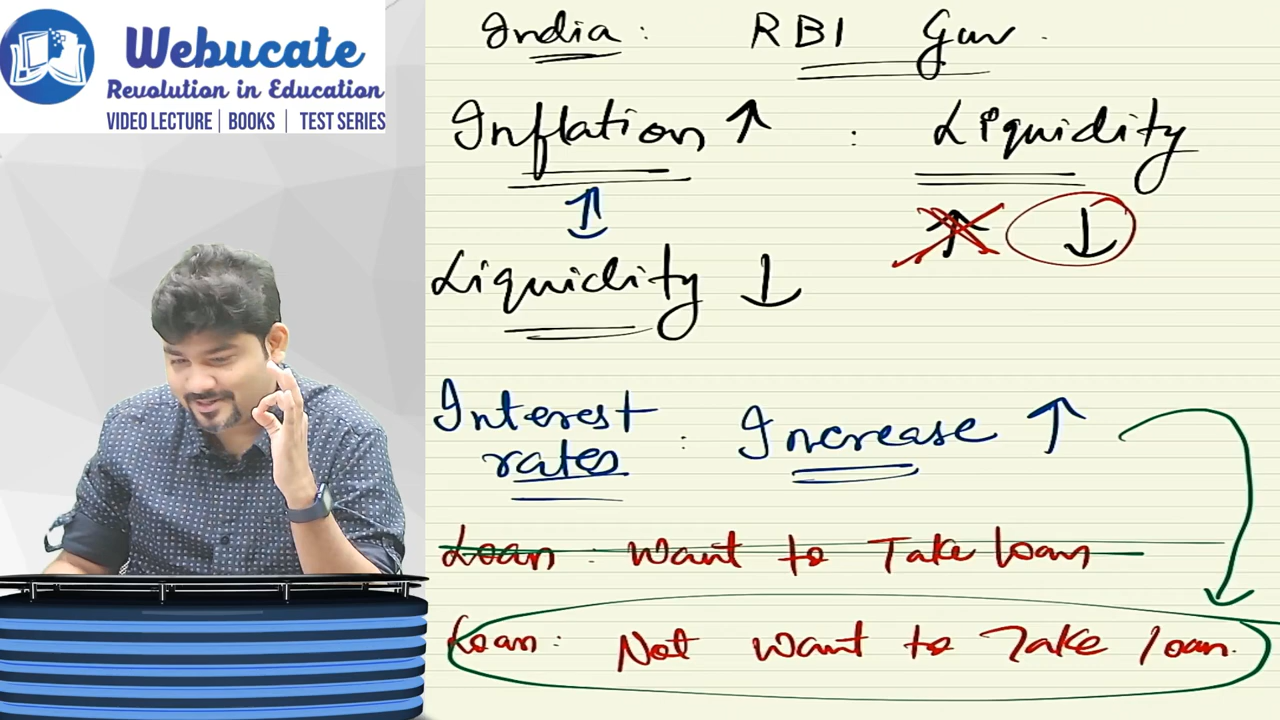 Webucate
Revolution in Education
VIDEO LECTURE | BOOKS | TEST SERIES
India : RBI Guv.
Inflation ↑ : Liquidity
↑ ↓
Liquidity ↓
Interest rates : Increase ↑
Loan : Want to Take loan
Loan : Not want to Take loan.